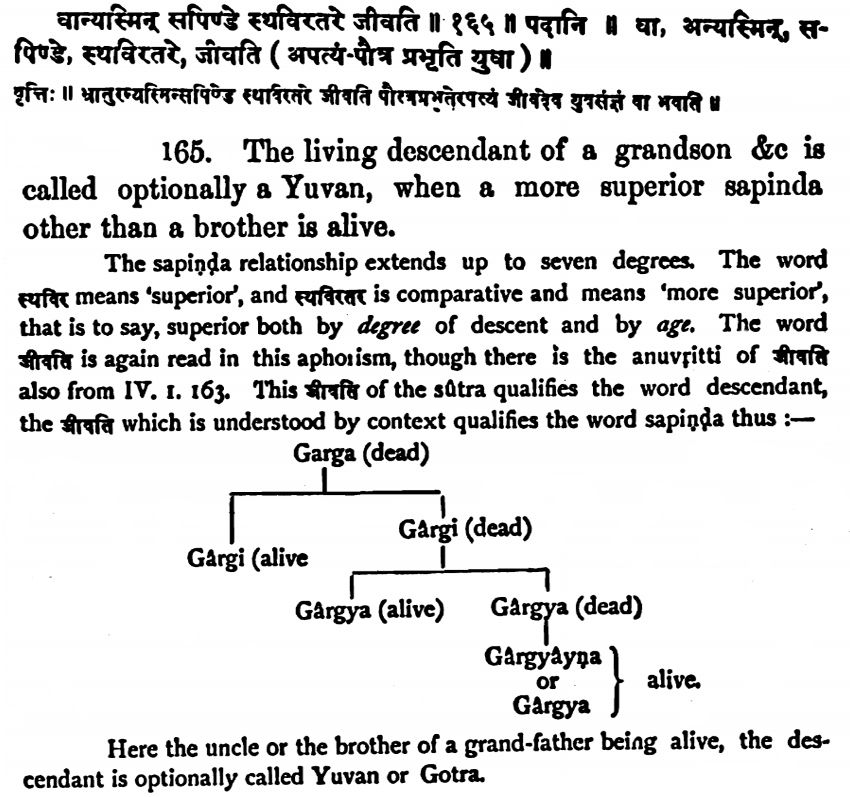 वान्यस्मिन् सपिण्डे स्थविरतरे जीवति ॥ १६५ ॥ पदानि ॥ वा, अन्यस्मिन्, स-
पिण्डे, स्थविरतरे, जीवति ( अपत्यं-पौत्र प्रभृति युवा ) ॥
वृत्तिः ॥ भ्रातुरन्यस्मिन्सपिण्डे स्थविरतरे जीवति पौत्रप्रभृतेरपत्यं जीवदेव युवसंज्ञं वा भवति ॥
165. The living descendant of a grandson &c is
called optionally a Yuvan, when a more superior sapinda
other than a brother is alive.
The sapiṇḍa relationship extends up to seven degrees. The word
स्थविर means ‘superior’, and स्थविरतर is comparative and means ‘more superior’,
that is to say, superior both by degree of descent and by age. The word
जीवति is again read in this aphorism, though there is the anuvṛitti of जीवति
also from IV. 1. 163. This जीवति of the sûtra qualifies the word descendant,
the जीवति which is understood by context qualifies the word sapiṇḍa thus :—
Garga (dead)
Gârgi (dead)
Gârgi (alive
Gârgya (alive) Gârgya (dead)
Gârgyâyṇa
or
alive.
Gârgya
Here the uncle or the brother of a grand-father being alive, the des-
cendant is optionally called Yuvan or Gotra.